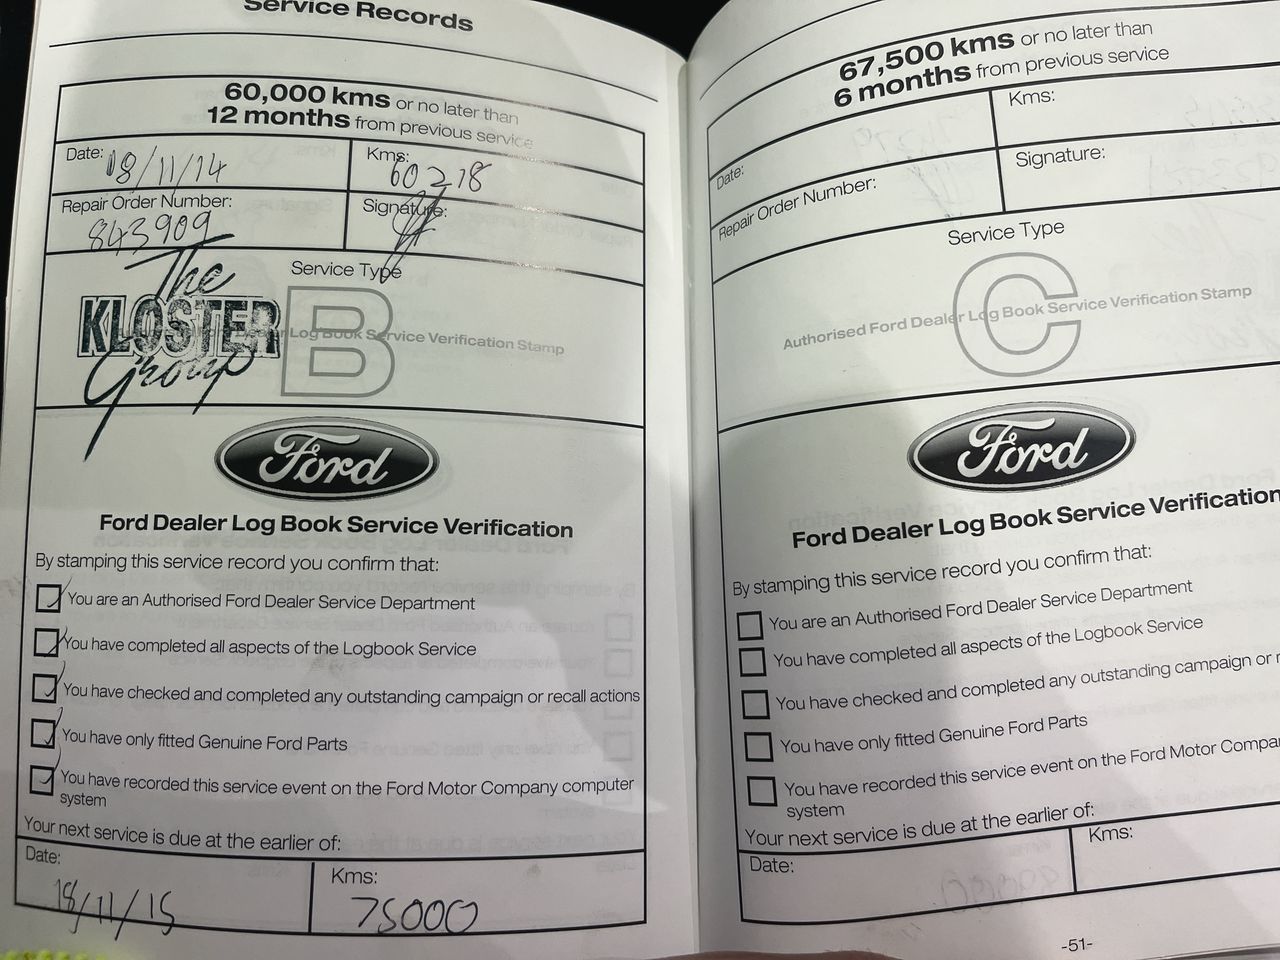 Service Records
60,000 kms or no later than
12 months from previous service
Date: 18/11/14
Kms: 60218
Repair Order Number: 843909
Signature:
Service Type
The
KLOSTER
Group
B
Log Book Service Verification Stamp
Ford
Ford Dealer Log Book Service Verification
By stamping this service record you confirm that:
You are an Authorised Ford Dealer Service Department
You have completed all aspects of the Logbook Service
You have checked and completed any outstanding campaign or recall actions
You have only fitted Genuine Ford Parts
You have recorded this service event on the Ford Motor Company computer
system
Your next service is due at the earlier of:
Date: 18/11/15
Kms: 75000
67,500 kms or no later than
6 months from previous service
Date:
Kms:
Repair Order Number:
Signature:
Service Type
C
Authorised Ford Dealer Log Book Service Verification Stamp
Ford
Ford Dealer Log Book Service Verification
By stamping this service record you confirm that:
You are an Authorised Ford Dealer Service Department
You have completed all aspects of the Logbook Service
You have checked and completed any outstanding campaign or
You have only fitted Genuine Ford Parts
You have recorded this service event on the Ford Motor Compa
system
Your next service is due at the earlier of:
Date:
Kms:
-51-